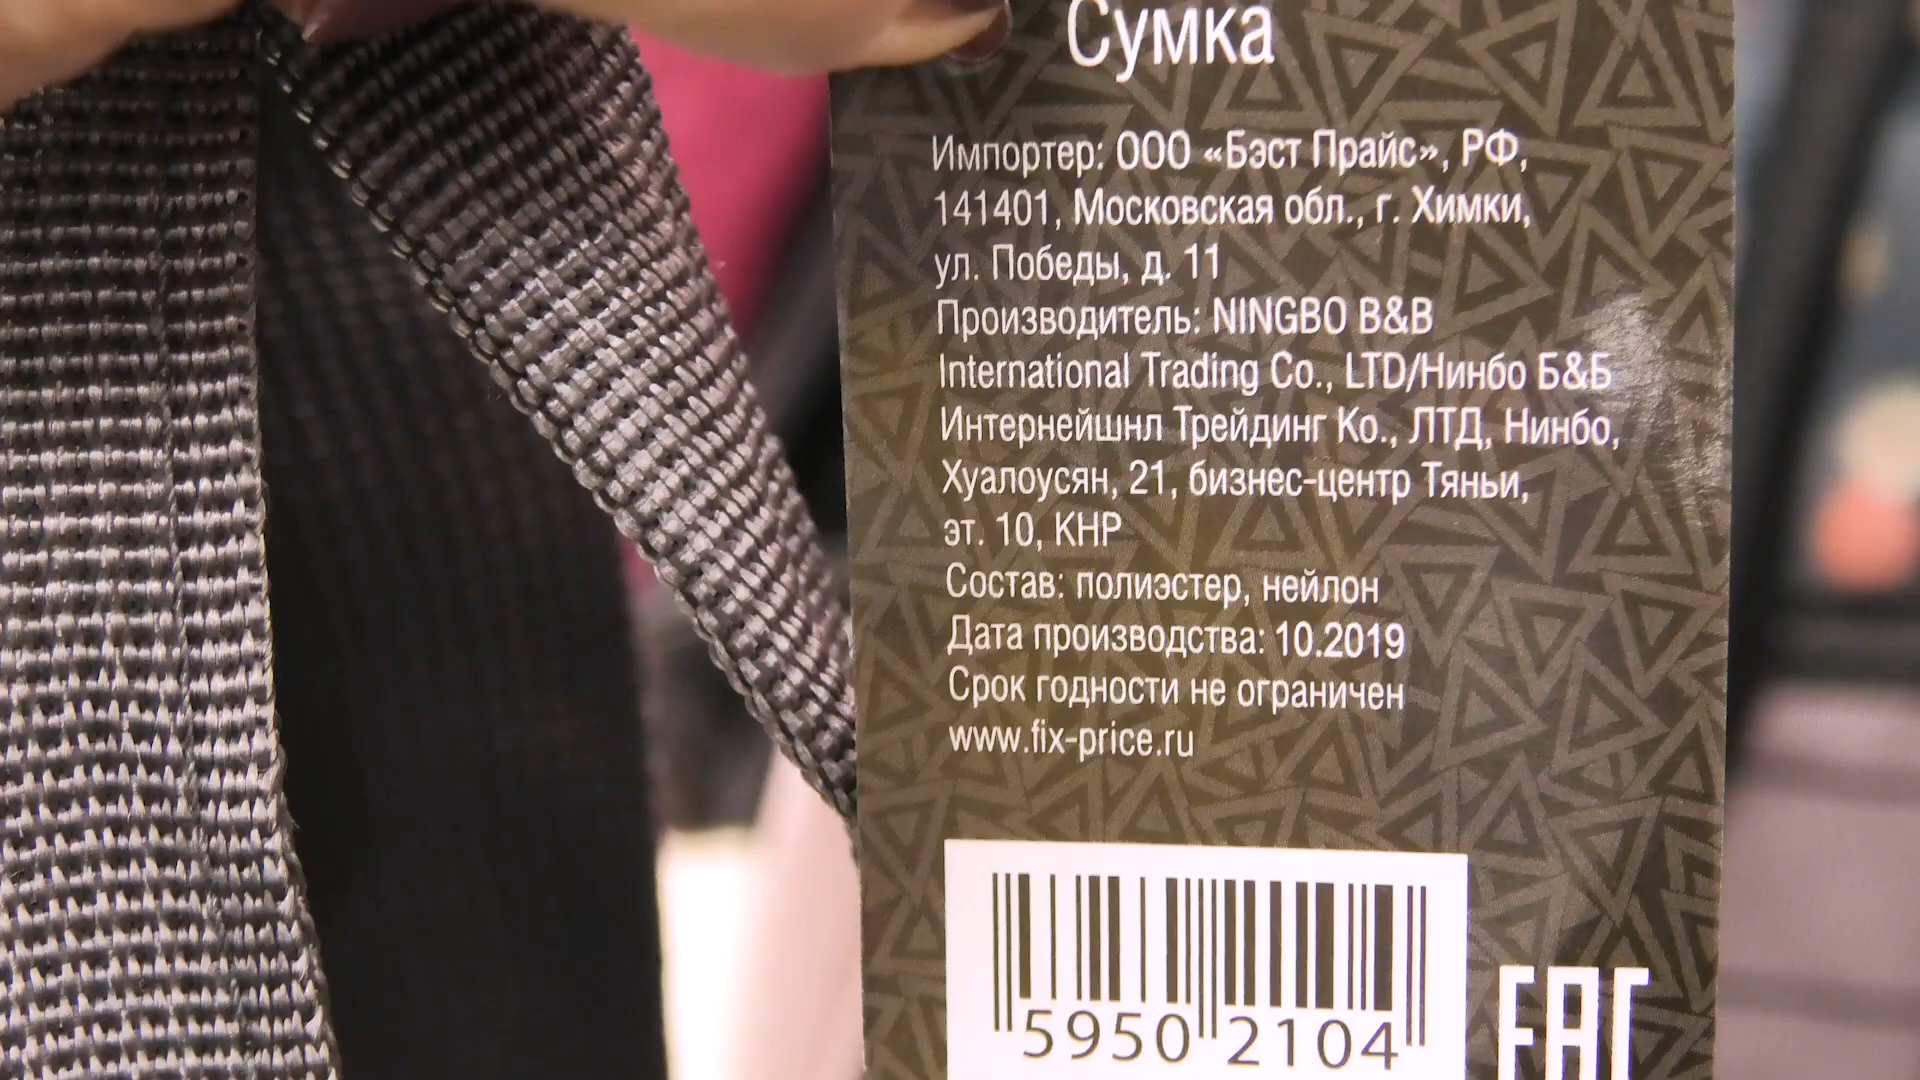 Сумка
Импортер: ООО «Бэст Прайс», РФ,
141401, Московская обл., г. Химки,
ул. Победы, д. 11
Производитель: NINGBO B&B
International Trading Co., LTD/Нинбо Б&Б
Интернейшнл Трейдинг Ко., ЛТД, Нинбо,
Хуалоусян, 21, бизнес-центр Тяньи,
эт. 10, КНР
Состав: полиэстер, нейлон
Дата производства: 10.2019
Срок годности не ограничен
www.fix-price.ru
5950 2104
EAC